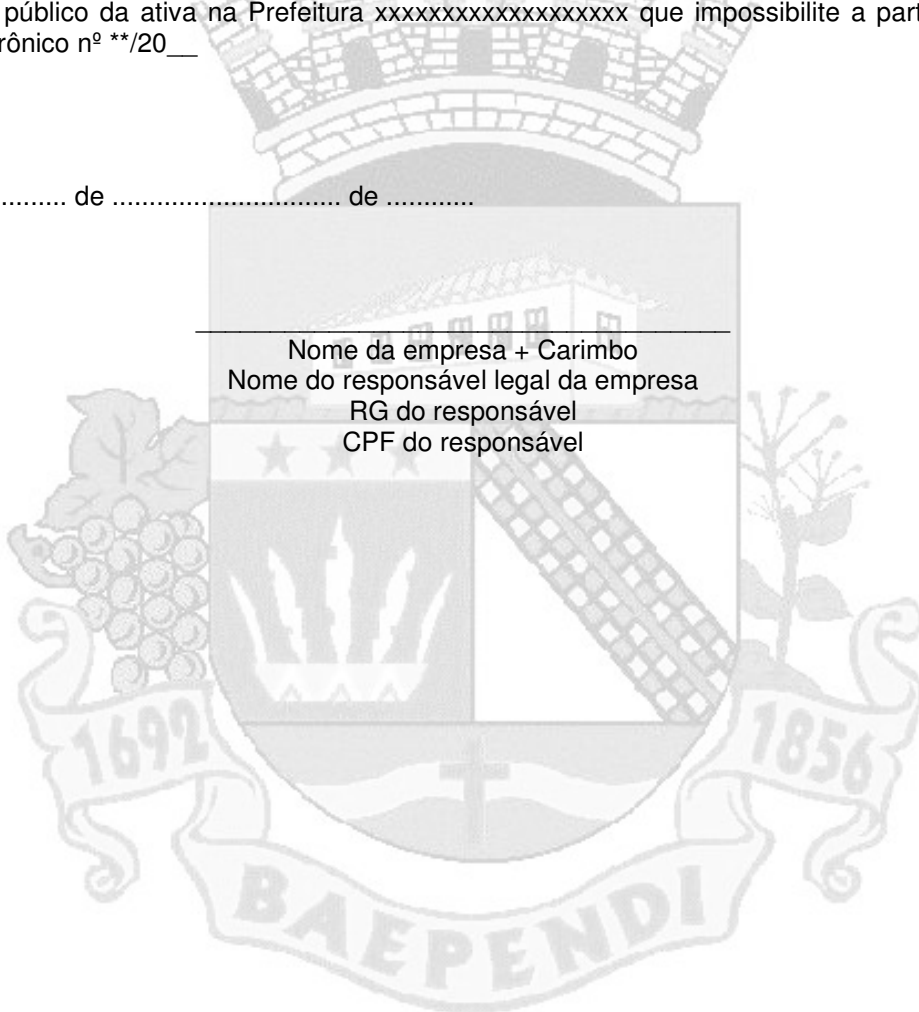 público da ativa na Prefeitura xxxxxxxxxxxxxxxxxxx que impossibilite a part
rônico nº **/20__
......... de ............................... de ............
______________________________________
Nome da empresa + Carimbo
Nome do responsável legal da empresa
RG do responsável
CPF do responsável
1692
1856
BAEPENDI